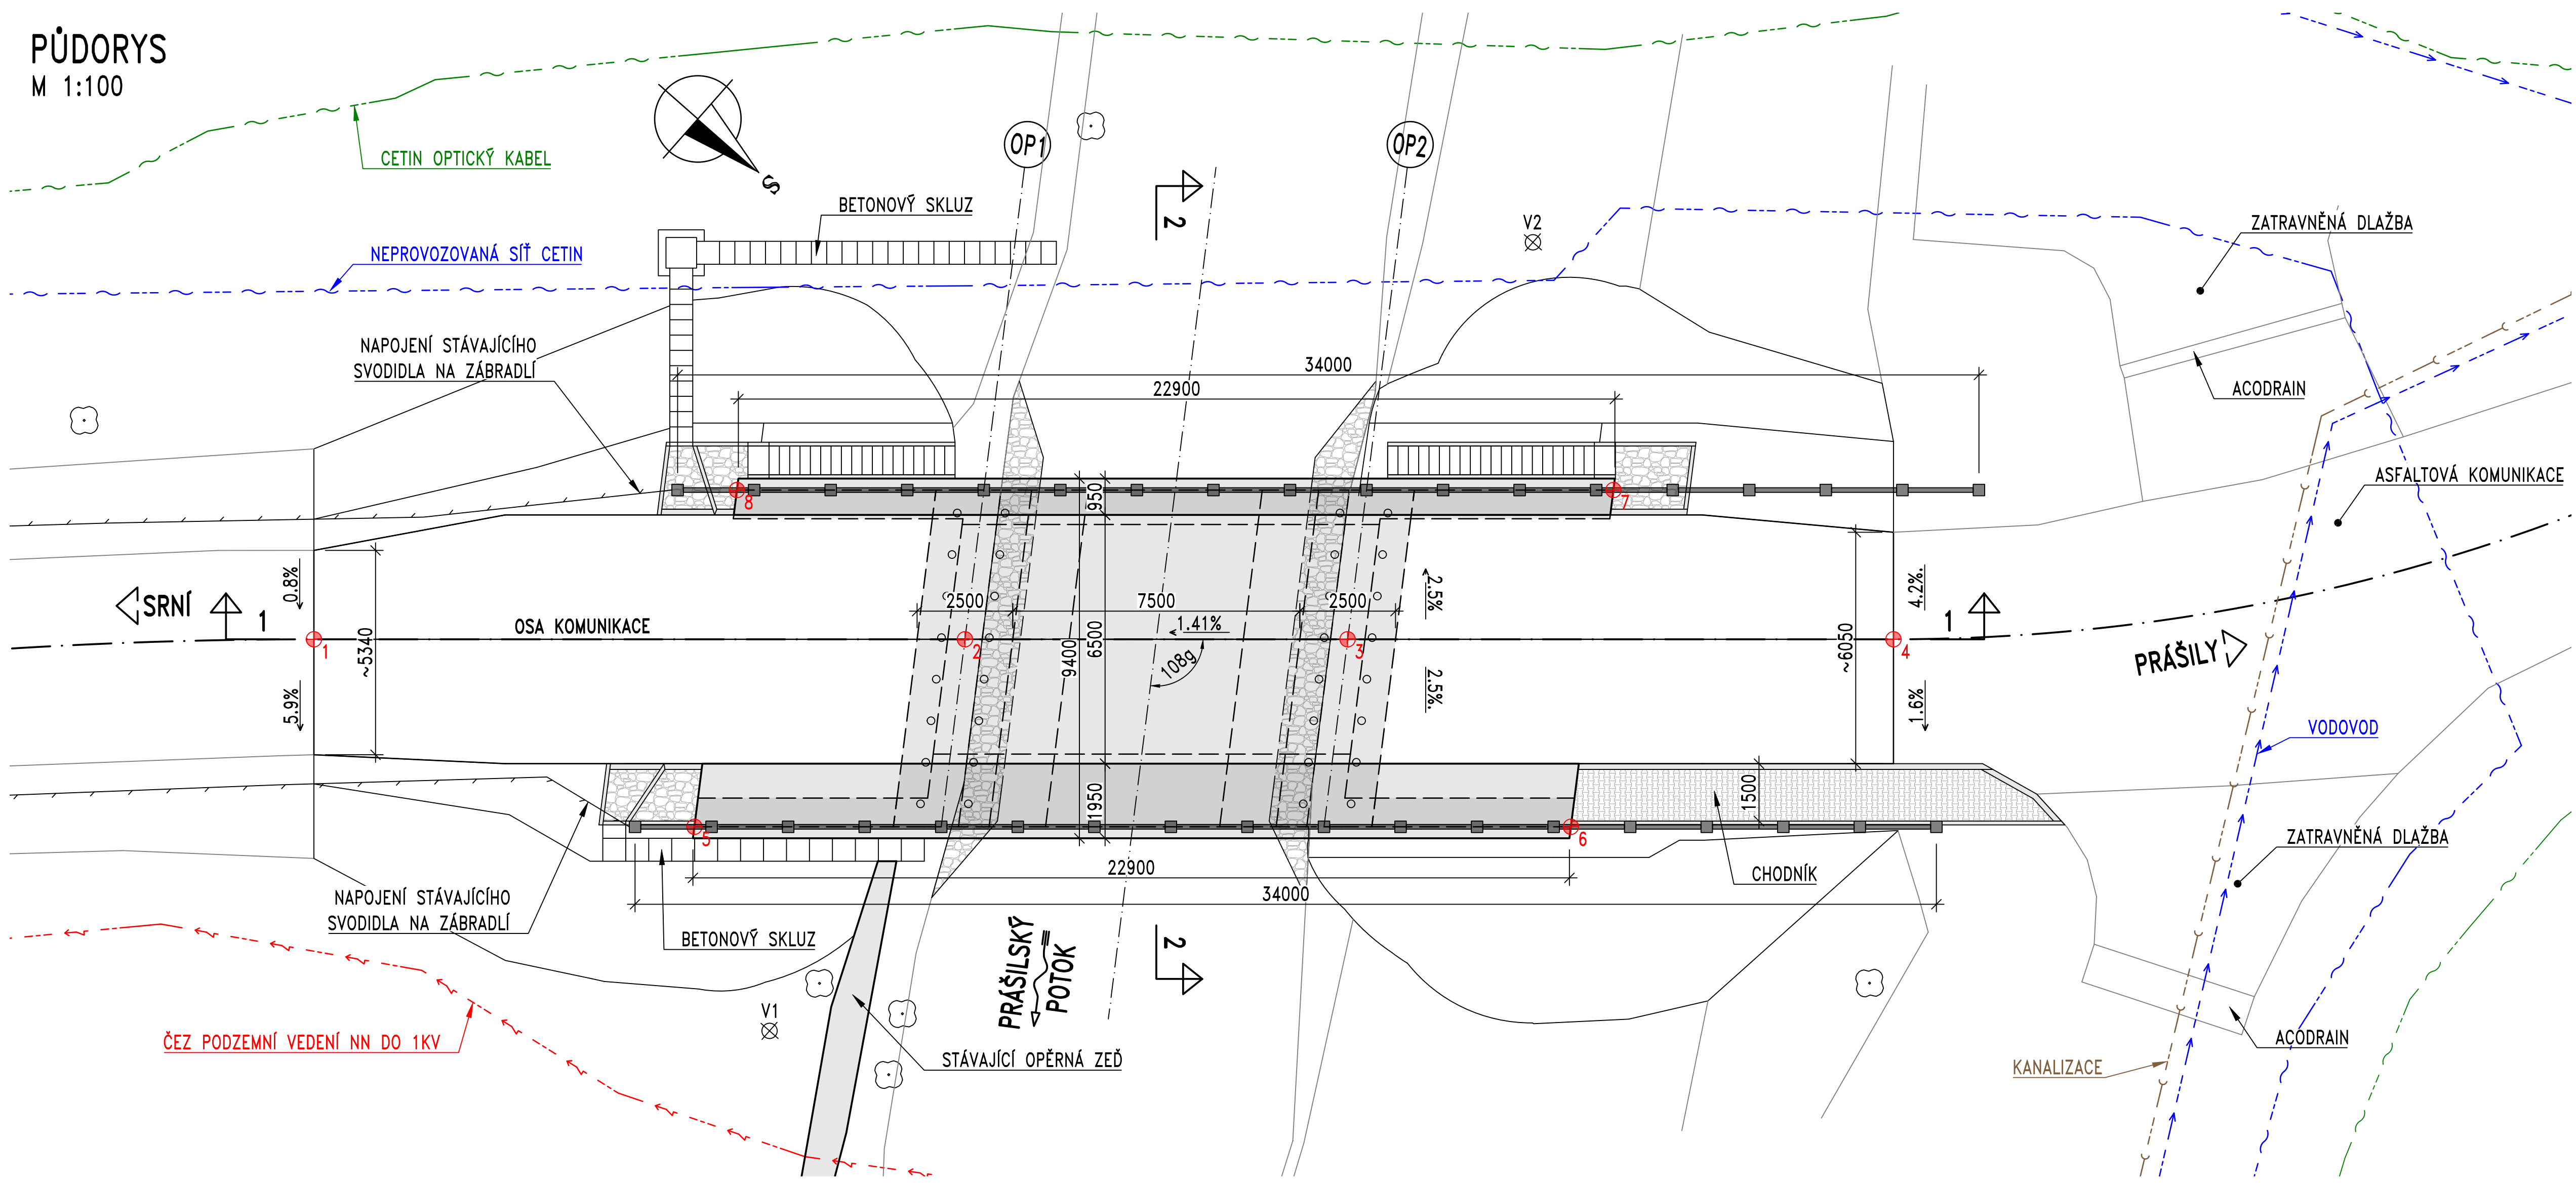 PŮDORYS
M 1:100
CETIN OPTICKÝ KABEL
S
OP1
OP2
2
BETONOVÝ SKLUZ
V2
ZATRAVNĚNÁ DLAŽBA
NEPROVOZOVANÁ SÍŤ CETIN
NAPOJENÍ STÁVAJÍCÍHO
SVODIDLA NA ZÁBRADLÍ
34000
22900
ACODRAIN
ASFALTOVÁ KOMUNIKACE
8
7
950
0.8%
2.5%
4.2%.
SRNÍ
1
2500
7500
2500
1
OSA KOMUNIKACE
1.41%
~5340
9400
6500
~6050
1
2
3
4
108g
PRÁŠILY
5.9%
2.5%.
1.6%
VODOVOD
1950
1500
5
6
ZATRAVNĚNÁ DLAŽBA
22900
CHODNÍK
34000
NAPOJENÍ STÁVAJÍCÍHO
SVODIDLA NA ZÁBRADLÍ
BETONOVÝ SKLUZ
PRÁŠILSKÝ
POTOK
2
V1
ČEZ PODZEMNÍ VEDENÍ NN DO 1KV
STÁVAJÍCÍ OPĚRNÁ ZEĎ
ACODRAIN
KANALIZACE